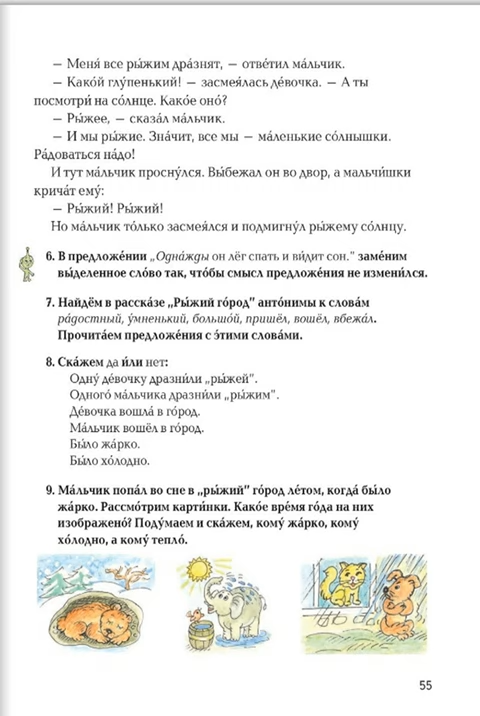 — Меня́ все ры́жим дра́знят, — отве́тил ма́льчик.
— Како́й глу́пенький! — засмея́лась де́вочка. — А ты
посмотри́ на со́лнце. Како́е оно́?
— Ры́жее, — сказа́л ма́льчик.
— И мы ры́жие. Зна́чит, все мы — ма́ленькие со́лнышки.
Ра́доваться на́до!
И тут ма́льчик просну́лся. Вы́бежал он во двор, а мальчи́шки
крича́т ему́:
— Ры́жий! Ры́жий!
Но ма́льчик то́лько засмея́лся и подмигну́л ры́жему со́лнцу.
6. В предложе́нии „Одна́жды он лёг спать и ви́дит сон.” заме́ним
вы́деленное сло́во так, что́бы смысл предложе́ния не измени́лся.
7. Найдём в расска́зе „Ры́жий го́род” анто́нимы к слова́м
ра́достный, у́мненький, большо́й, пришёл, вошёл, вбежа́л.
Прочита́ем предложе́ния с э́тими слова́ми.
8. Ска́жем да и́ли нет:
Одну́ де́вочку дразни́ли „ры́жей”.
Одного́ ма́льчика дразни́ли „ры́жим”.
Де́вочка вошла́ в го́род.
Ма́льчик вошёл в го́род.
Бы́ло жа́рко.
Бы́ло хо́лодно.
9. Ма́льчик попа́л во сне в „ры́жий” го́род ле́том, когда́ бы́ло
жа́рко. Рассмо́трим карти́нки. Како́е вре́мя го́да на них
изображено́? Поду́маем и ска́жем, кому́ жа́рко, кому́
хо́лодно, а кому́ тепло́.
55